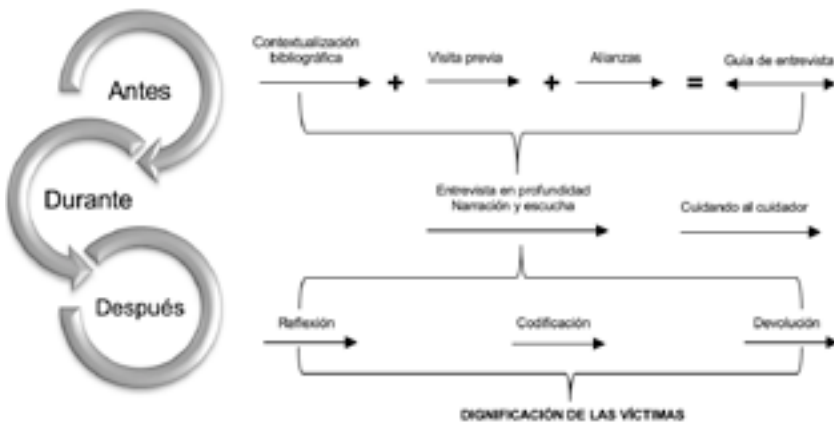 Antes
Contextualización
bibliográfica
+
Visita previa
+
Alianzas
=
Guía de entrevista
Durante
Entrevista en profundidad
Narración y escucha
Cuidando al cuidador
Después
Reflexión
Codificación
Devolución
DIGNIFICACIÓN DE LAS VÍCTIMAS